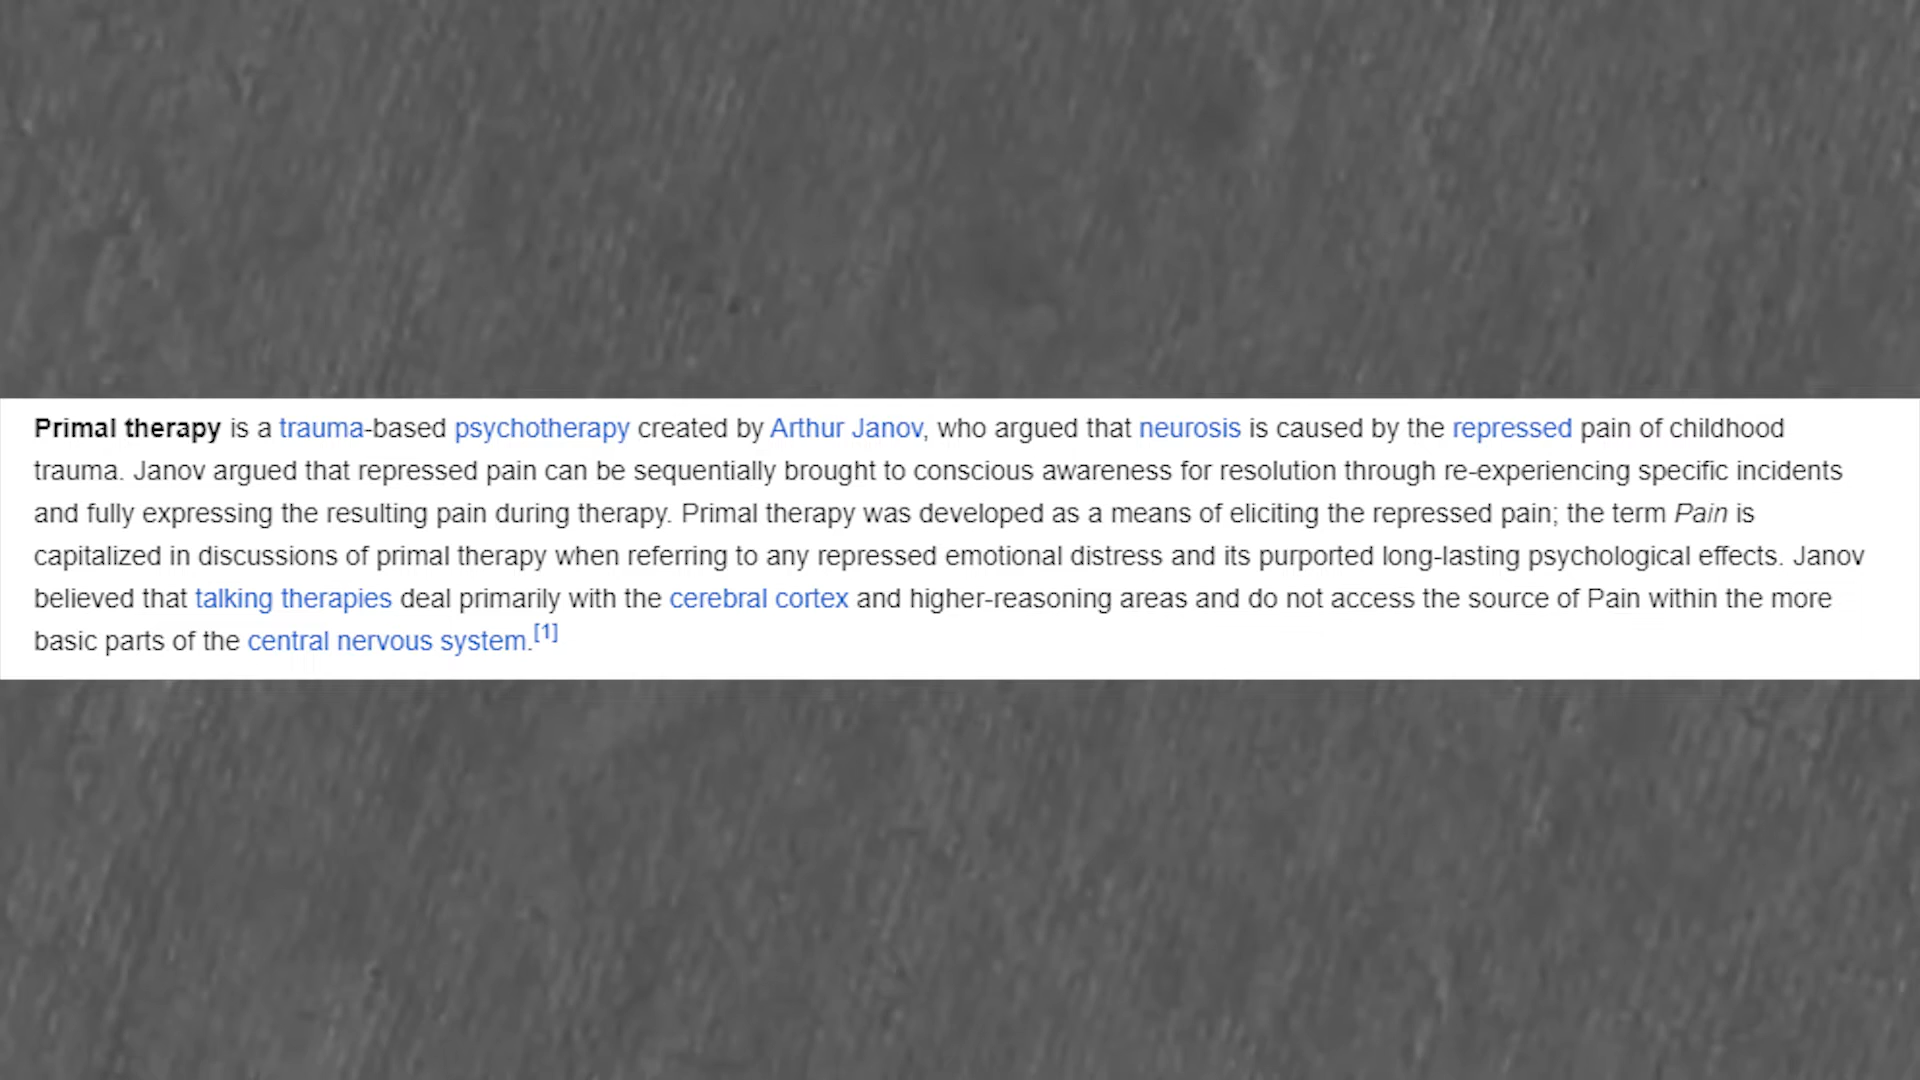 Primal therapy is a trauma-based psychotherapy created by Arthur Janov, who argued that neurosis is caused by the repressed pain of childhood
trauma. Janov argued that repressed pain can be sequentially brought to conscious awareness for resolution through re-experiencing specific incidents
and fully expressing the resulting pain during therapy. Primal therapy was developed as a means of eliciting the repressed pain; the term Pain is
capitalized in discussions of primal therapy when referring to any repressed emotional distress and its purported long-lasting psychological effects. Janov
believed that talking therapies deal primarily with the cerebral cortex and higher-reasoning areas and do not access the source of Pain within the more
basic parts of the central nervous system.[1]